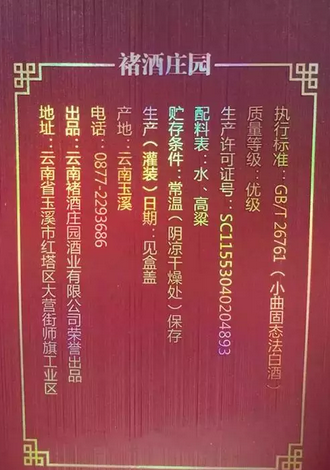 褚酒庄园
执行标准：GB/T 26761（小曲固态法白酒）
质量等级：优级
生产许可证号：SC11553040204893
配料表：水、高粱
贮存条件：常温（阴凉干燥处）保存
生产（灌装）日期：见盒盖
产地：云南玉溪
电话：0877-2293686
出品：云南褚酒庄园酒业有限公司荣誉出品
地址：云南省玉溪市红塔区大营街师旗工业区